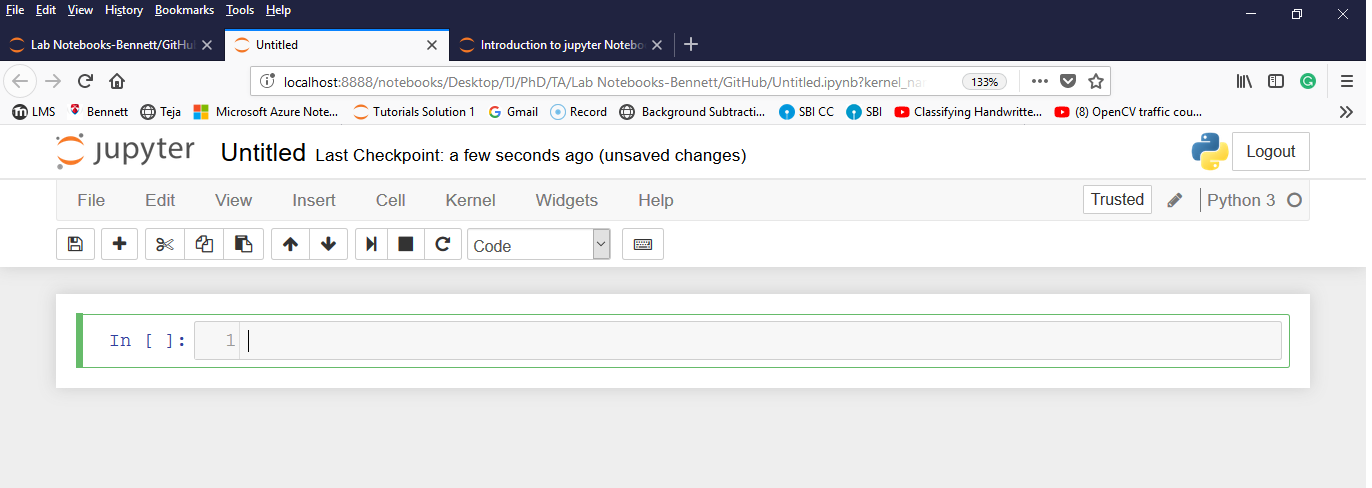 File Edit View History Bookmarks Tools Help
Lab Notebooks-Bennett/GitHu Untitled Introduction to jupyter Notebo
localhost:8888/notebooks/Desktop/TJ/PhD/TA/Lab Notebooks-Bennett/GitHub/Untitled.ipynb?kernel_na 133%
LMS Bennett Teja Microsoft Azure Note... Tutorials Solution 1 Gmail Record Background Subtracti... SBI CC SBI Classifying Handwritte... (8) OpenCV traffic cou...
jupyter Untitled Last Checkpoint: a few seconds ago (unsaved changes) Logout
File Edit View Insert Cell Kernel Widgets Help Trusted Python 3
Code
In [ ]: 1